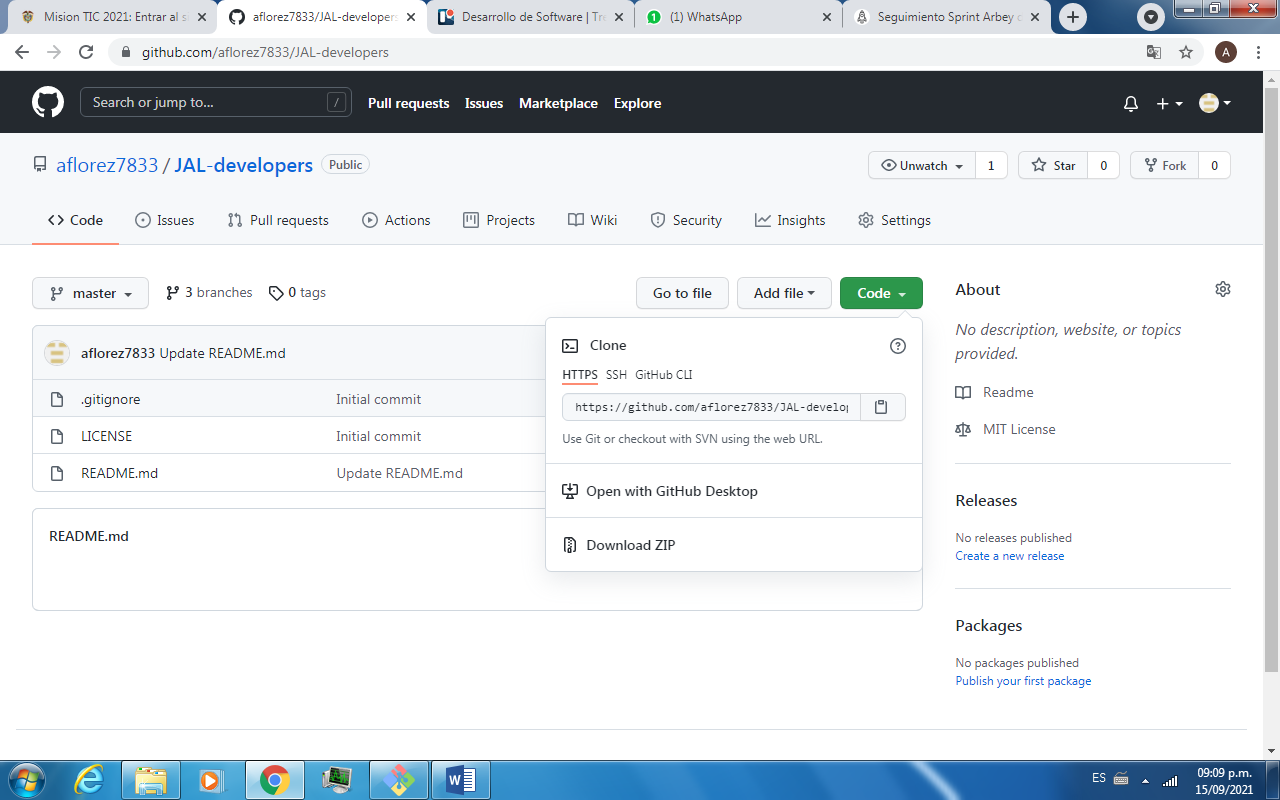 Mision TIC 2021: Entrar al s
aflorez7833/JAL-developers
Desarrollo de Software | Tr
(1) WhatsApp
Seguimiento Sprint Arbey
github.com/aflorez7833/JAL-developers
A
Search or jump to...
/
Pull requests
Issues
Marketplace
Explore
aflorez7833 / JAL-developers
Public
Unwatch
1
Star
0
Fork
0
Code
Issues
Pull requests
Actions
Projects
Wiki
Security
Insights
Settings
master
3 branches
0 tags
Go to file
Add file
Code
aflorez7833 Update README.md
.gitignore
Initial commit
LICENSE
Initial commit
README.md
Update README.md
README.md
Clone
HTTPS
SSH
GitHub CLI
https://github.com/aflorez7833/JAL-develop
Use Git or checkout with SVN using the web URL.
Open with GitHub Desktop
Download ZIP
About
No description, website, or topics
provided.
Readme
MIT License
Releases
No releases published
Create a new release
Packages
No packages published
Publish your first package
ES
09:09 p.m.
15/09/2021